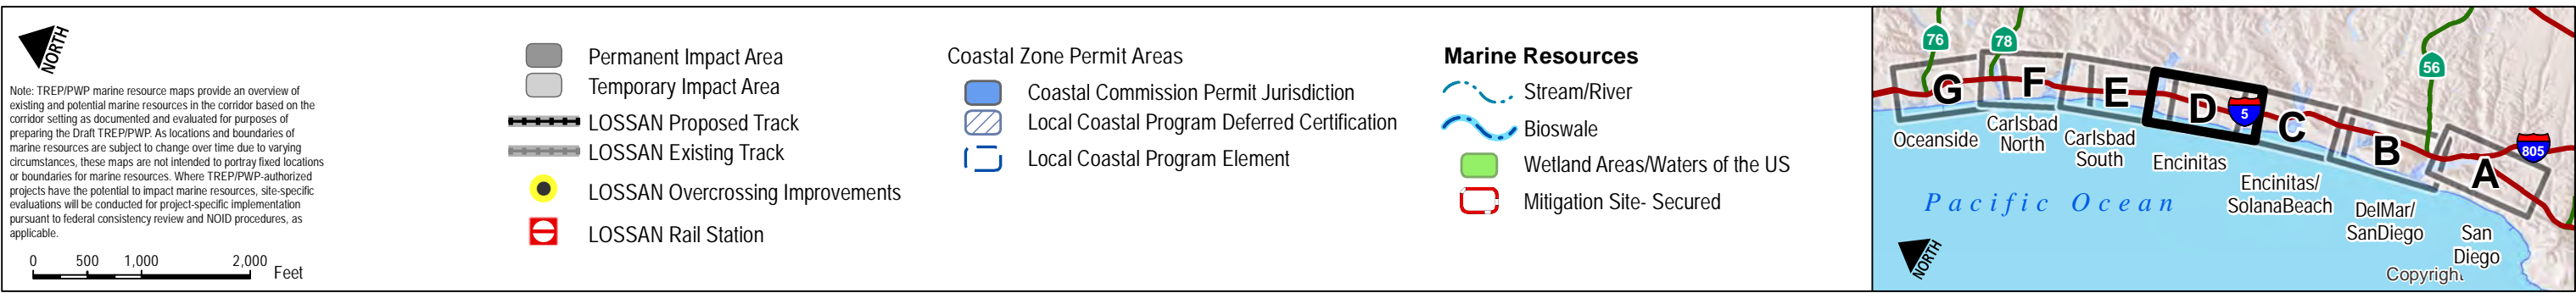 NORTH
Note: TREP/PWP marine resource maps provide an overview of
existing and potential marine resources in the corridor based on the
corridor setting as documented and evaluated for purposes of
preparing the Draft TREP/PWP. As locations and boundaries of
marine resources are subject to change over time due to varying
circumstances, these maps are not intended to portray fixed locations
or boundaries for marine resources. Where TREP/PWP-authorized
projects have the potential to impact marine resources, site-specific
evaluations will be conducted for project-specific implementation
pursuant to federal consistency review and NOID procedures, as
applicable.
0 500 1,000 2,000
Feet
Permanent Impact Area
Temporary Impact Area
LOSSAN Proposed Track
LOSSAN Existing Track
LOSSAN Overcrossing Improvements
LOSSAN Rail Station
Coastal Zone Permit Areas
Coastal Commission Permit Jurisdiction
Local Coastal Program Deferred Certification
Local Coastal Program Element
Marine Resources
Stream/River
Bioswale
Wetland Areas/Waters of the US
Mitigation Site- Secured
76
78
56
5
805
G
F
E
D
C
B
A
Oceanside
Carlsbad
North
Carlsbad
South
Encinitas
Encinitas/
SolanaBeach
DelMar/
SanDiego
San
Diego
Pacific Ocean
NORTH
Copyright